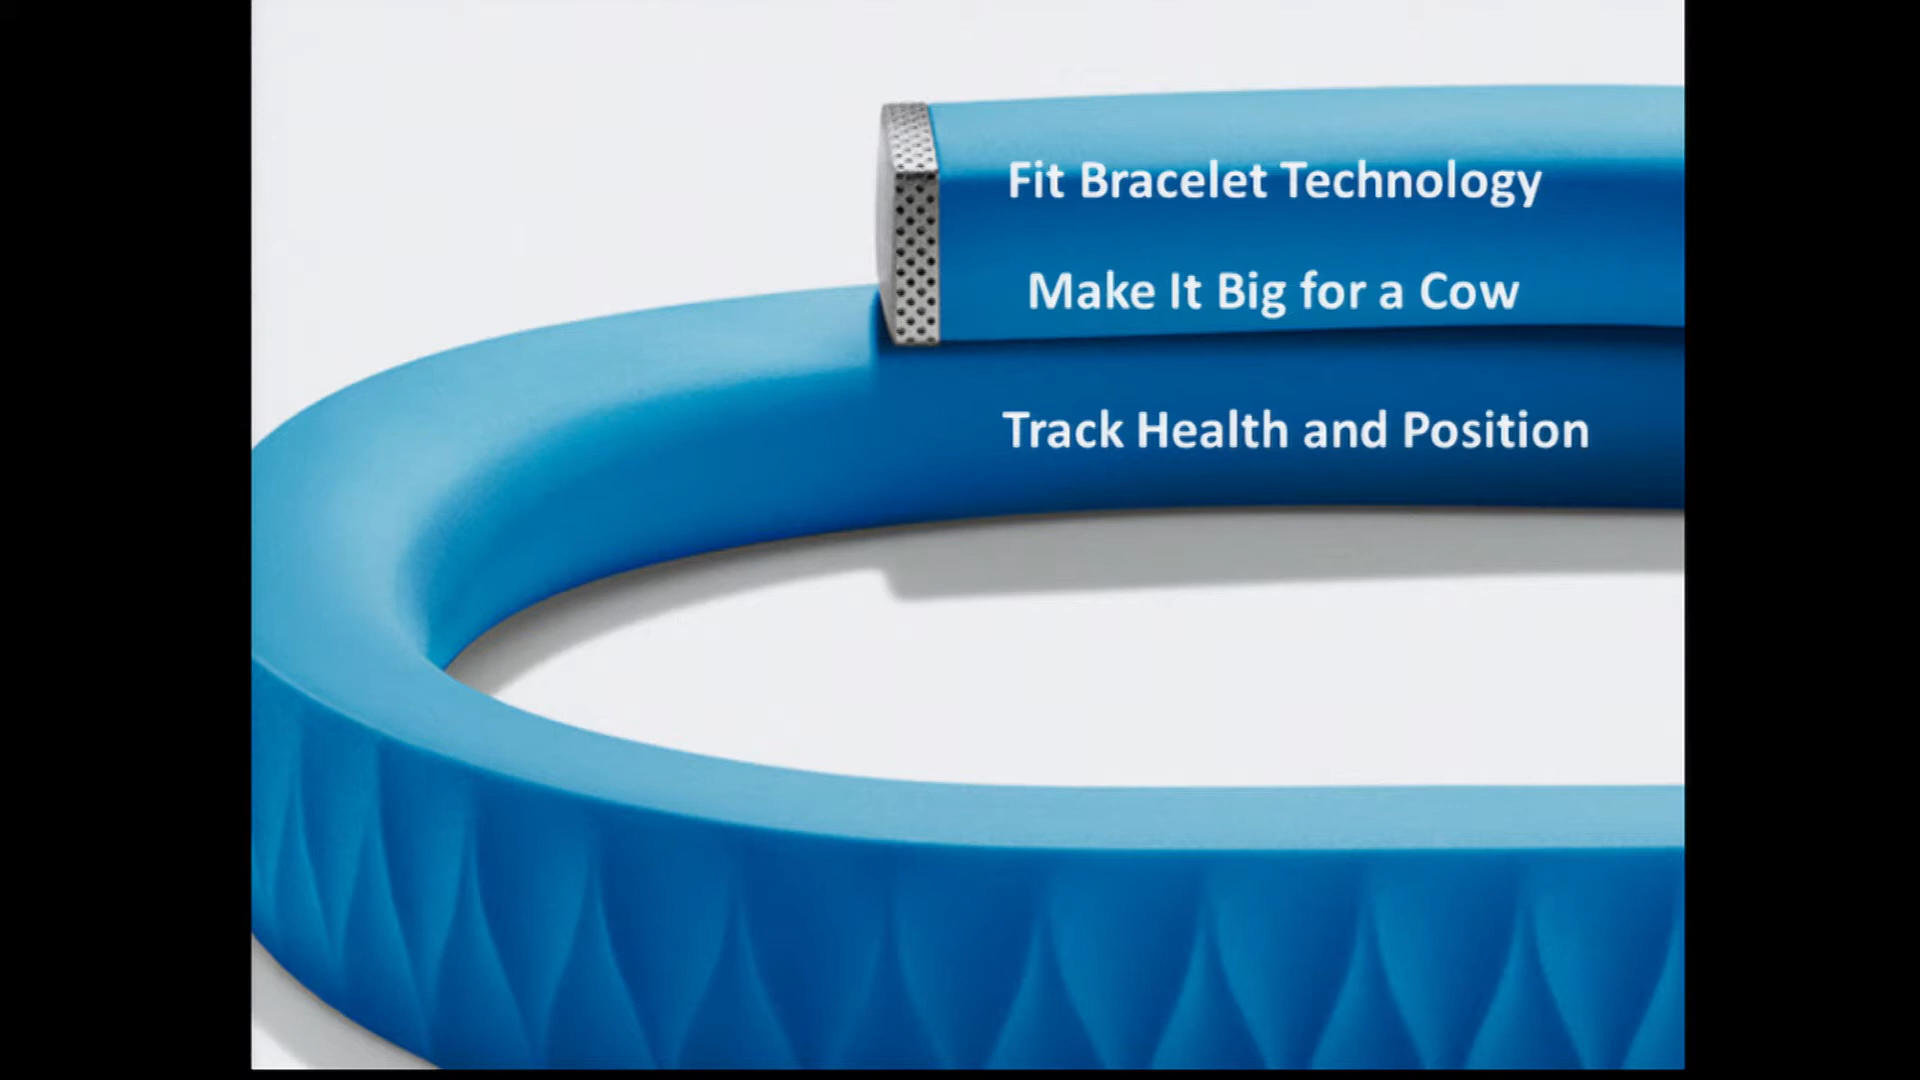 Fit Bracelet Technology
Make It Big for a Cow
Track Health and Position